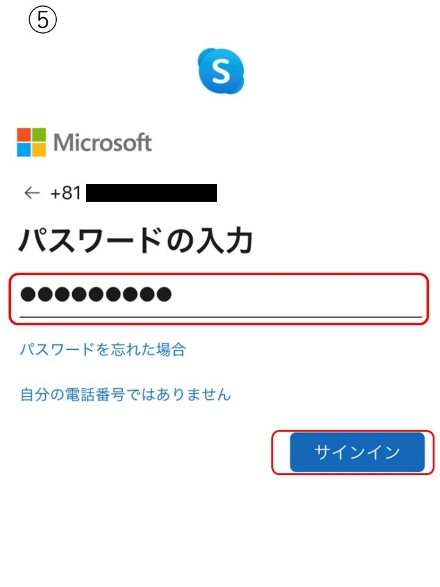 ⑤
S
Microsoft
← +81
パスワードの入力
●●●●●●●●●
パスワードを忘れた場合
自分の電話番号ではありません
サインイン